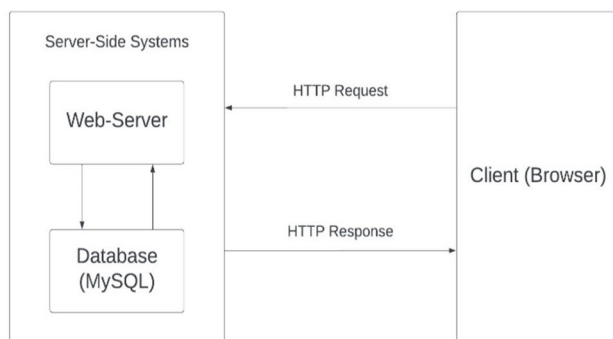 Server-Side Systems
Web-Server
Database
(MySQL)
HTTP Request
HTTP Response
Client (Browser)